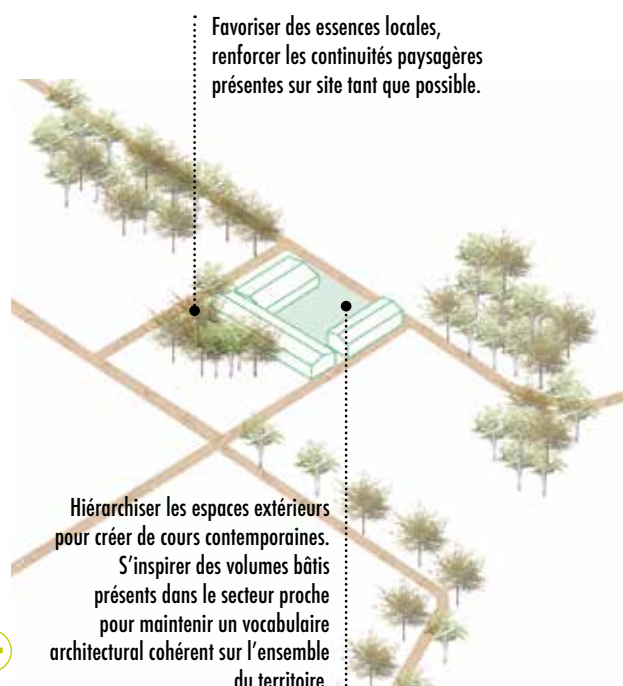 Favoriser des essences locales,
renforcer les continuités paysagères
présentes sur site tant que possible.
Hiérarchiser les espaces extérieurs
pour créer de cours contemporaines.
S’inspirer des volumes bâtis
présents dans le secteur proche
pour maintenir un vocabulaire
architectural cohérent sur l’ensemble
du territoire.